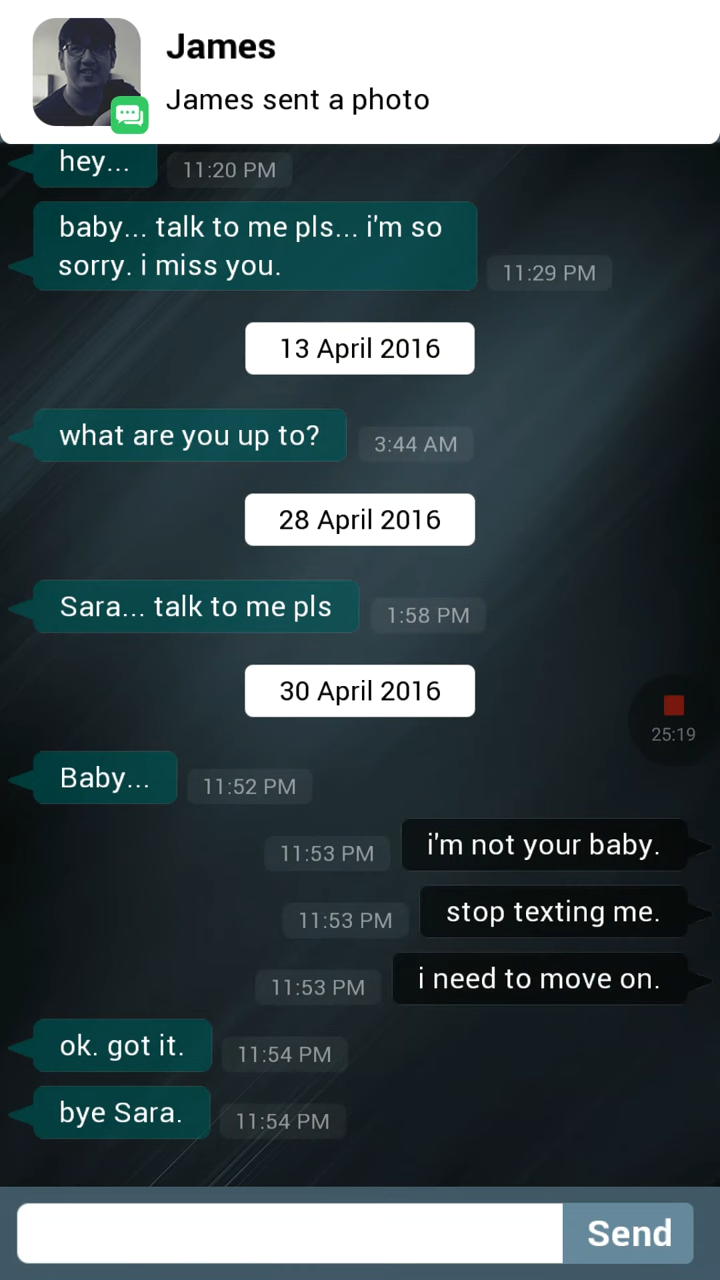 James
James sent a photo
hey...
11:20 PM
baby... talk to me pls... i'm so
sorry. i miss you.
11:29 PM
13 April 2016
what are you up to?
3:44 AM
28 April 2016
Sara... talk to me pls
1:58 PM
30 April 2016
25:19
Baby...
11:52 PM
11:53 PM
i'm not your baby.
11:53 PM
stop texting me.
11:53 PM
i need to move on.
ok. got it.
11:54 PM
bye Sara.
11:54 PM
Send